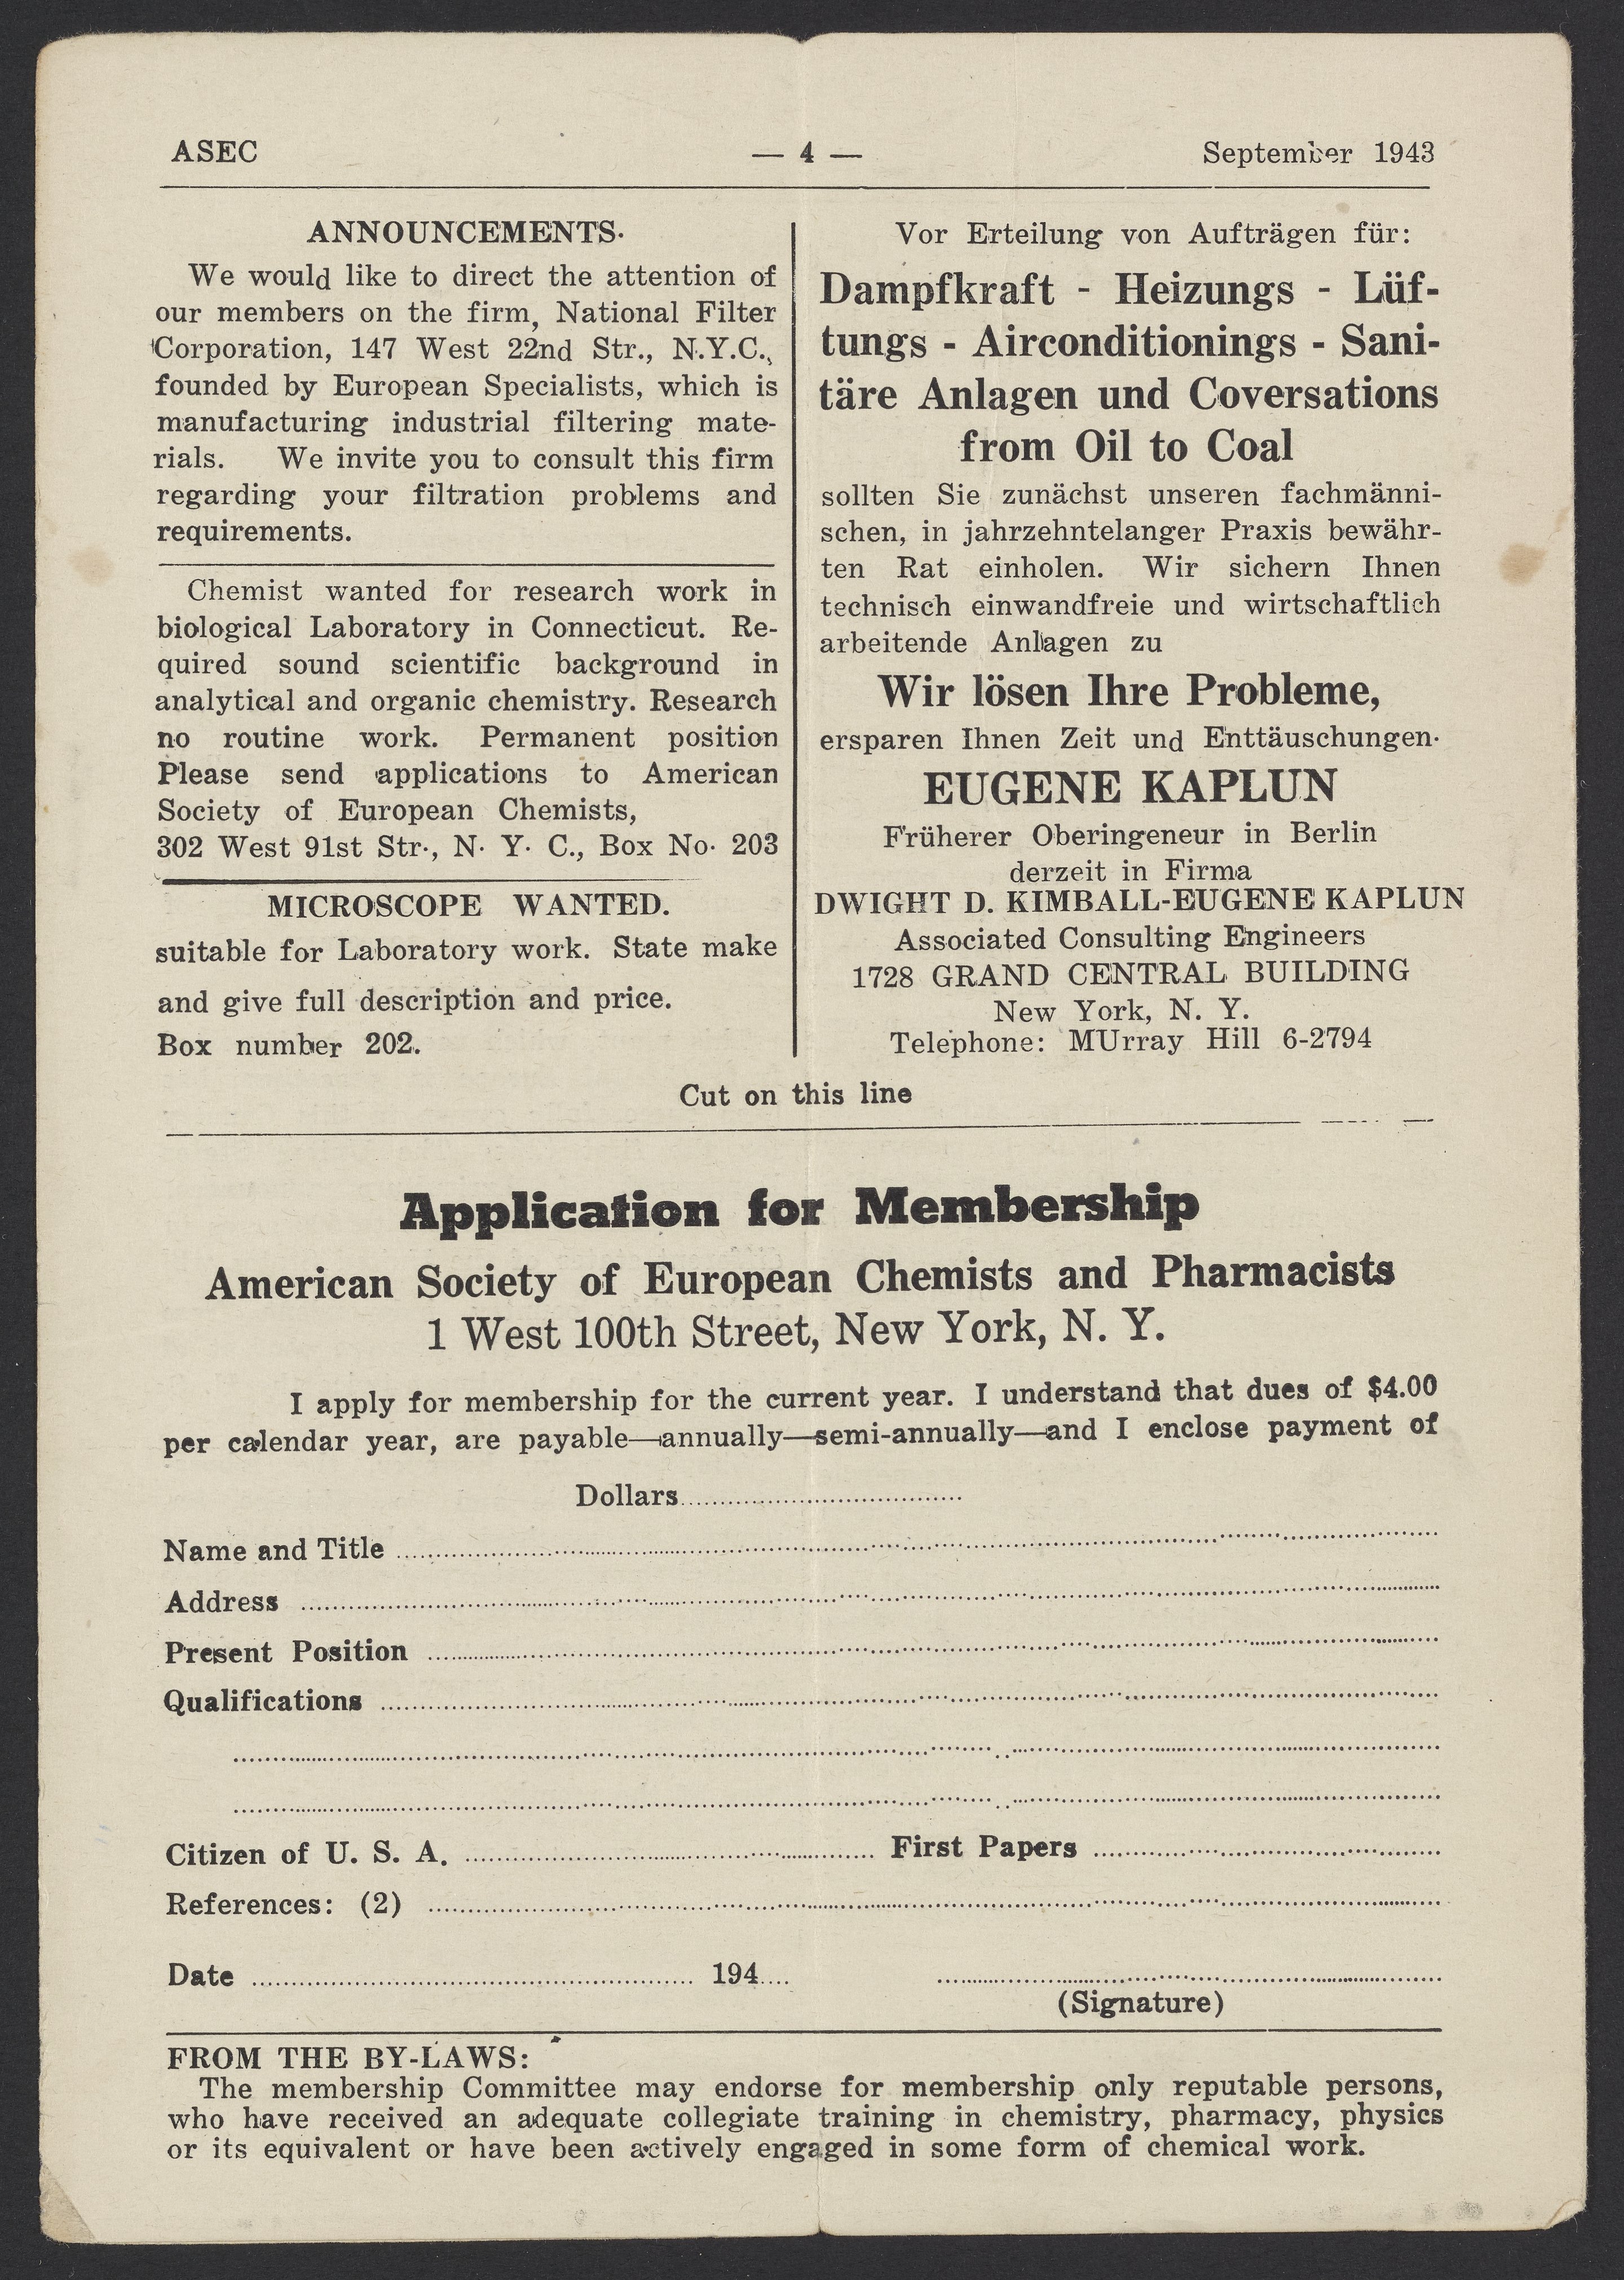 ASEC — 4 — September 1943
ANNOUNCEMENTS.
We would like to direct the attention of
our members on the firm, National Filter
Corporation, 147 West 22nd Str., N.Y.C.,
founded by European Specialists, which is
manufacturing industrial filtering mate-
rials. We invite you to consult this firm
regarding your filtration problems and
requirements.
Chemist wanted for research work in
biological Laboratory in Connecticut. Re-
quired sound scientific background in
analytical and organic chemistry. Research
no routine work. Permanent position
Please send applications to American
Society of European Chemists,
302 West 91st Str., N. Y. C., Box No. 203
MICROSCOPE WANTED.
suitable for Laboratory work. State make
and give full description and price.
Box number 202.
Vor Erteilung von Aufträgen für:
Dampfkraft - Heizungs - Lüf-
tungs - Airconditionings - Sani-
täre Anlagen und Coversations
from Oil to Coal
sollten Sie zunächst unseren fachmänni-
schen, in jahrzehntelanger Praxis bewähr-
ten Rat einholen. Wir sichern Ihnen
technisch einwandfreie und wirtschaftlich
arbeitende Anlagen zu
Wir lösen Ihre Probleme,
ersparen Ihnen Zeit und Enttäuschungen.
EUGENE KAPLUN
Früherer Oberingeneur in Berlin
derzeit in Firma
DWIGHT D. KIMBALL-EUGENE KAPLUN
Associated Consulting Engineers
1728 GRAND CENTRAL BUILDING
New York, N. Y.
Telephone: MUrray Hill 6-2794
Cut on this line
Application for Membership
American Society of European Chemists and Pharmacists
1 West 100th Street, New York, N. Y.
I apply for membership for the current year. I understand that dues of $4.00
per calendar year, are payable—annually—semi-annually—and I enclose payment of
Dollars
Name and Title
Address
Present Position
Qualifications
Citizen of U. S. A. First Papers
References: (2)
Date 194
(Signature)
FROM THE BY-LAWS:
The membership Committee may endorse for membership only reputable persons,
who have received an adequate collegiate training in chemistry, pharmacy, physics
or its equivalent or have been actively engaged in some form of chemical work.